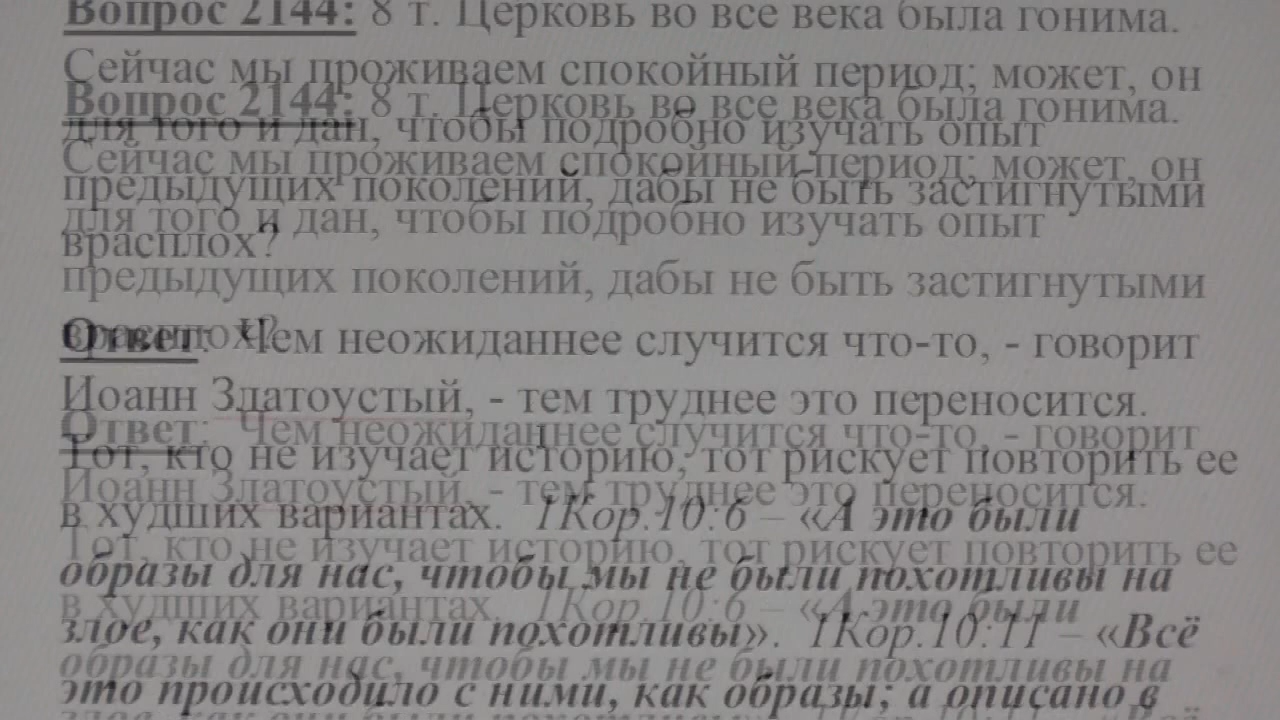 Вопрос 2144: 8 т. Церковь во все века была гонима.
Сейчас мы проживаем спокойный период; может, он
для того и дан, чтобы подробно изучать опыт
предыдущих поколений, дабы не быть застигнутыми
врасплох?
Ответ: Чем неожиданнее случится что-то, - говорит
Иоанн Златоустый, - тем труднее это переносится.
Тот, кто не изучает историю, тот рискует повторить ее
в худших вариантах. 1Кор.10:6 – «А это были
образы для нас, чтобы мы не были похотливы на
злое, как они были похотливы». 1Кор.10:11 – «Всё
это происходило с ними, как образы; а описано в